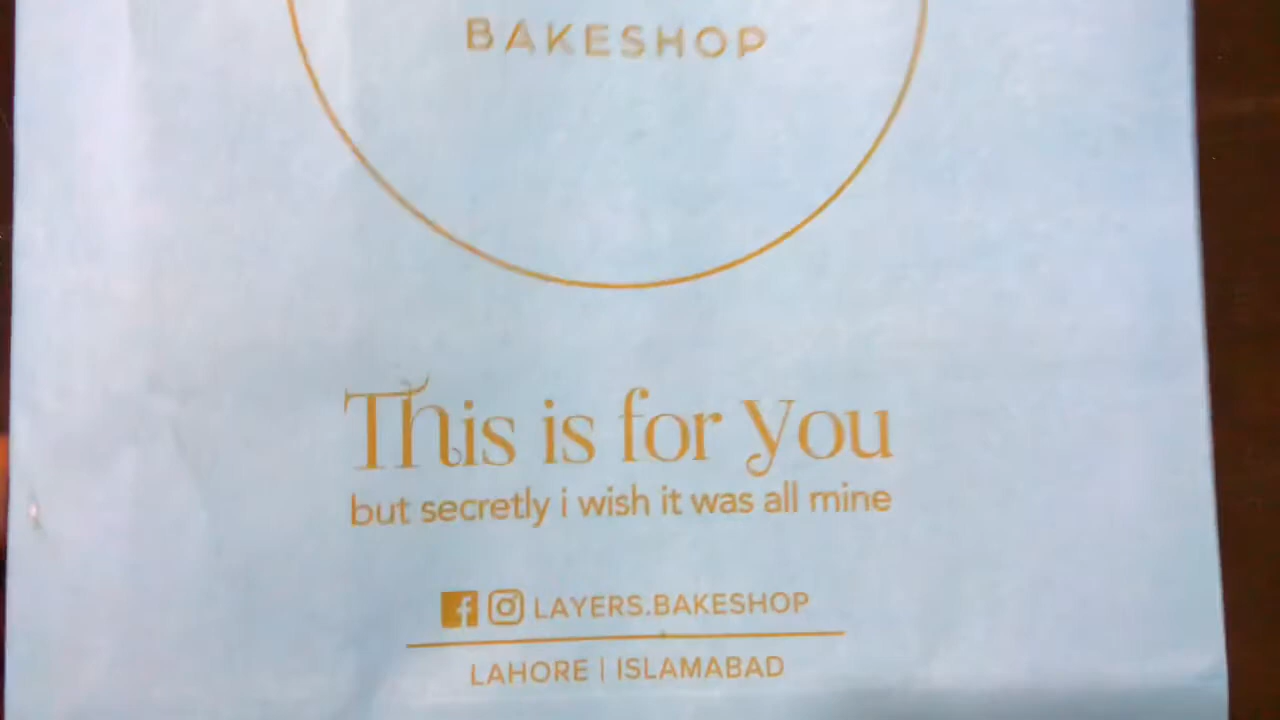 BAKESHOP
This is for you
but secretly i wish it was all mine
LAYERS.BAKESHOP
LAHORE | ISLAMABAD